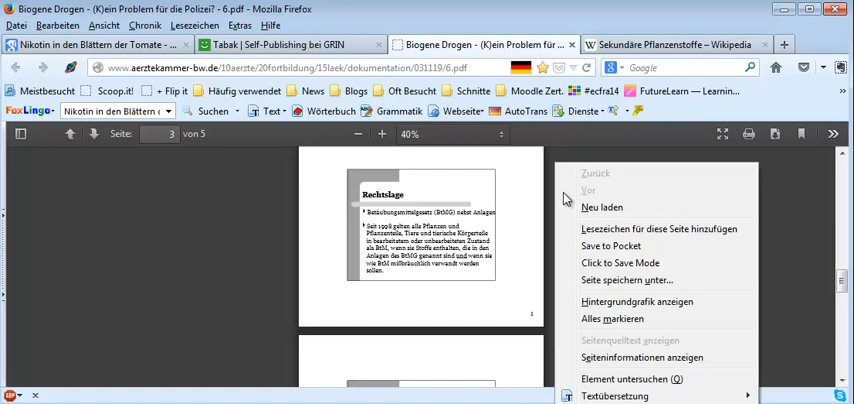 Biogene Drogen - (K)ein Problem für die Polizei? - 6.pdf - Mozilla Firefox
Datei Bearbeiten Ansicht Chronik Lesezeichen Extras Hilfe
Nikotin in den Blättern der Tomate - ... × Tabak | Self-Publishing bei GRIN × Biogene Drogen - (K)ein Problem für ... × W Sekundäre Pflanzenstoffe – Wikipedia × +
www.aerztekammer-bw.de/10aerzte/20fortbildung/15laek/dokumentation/031119/6.pdf Google
Meistbesucht Scoop.it! + Flip it Häufig verwendet News Blogs Oft Besucht Schnitte Moodle Zert. #ecfra14 FutureLearn — Learnin...
FoxLingo Nikotin in den Blättern der Tomate Suchen Text Wörterbuch Grammatik Webseite AutoTrans Dienste
Seite: 3 von 5 40%
Rechtslage
Betäubungsmittelgesetz (BtMG) nebst Anlagen
Seit 1998 gelten alle Pflanzen und
Pflanzenteile, Tiere und tierische Körperteile
in bearbeitetem oder unbearbeiteten Zustand
als BtM, wenn sie Stoffe enthalten, die in den
Anlagen des BtMG genannt sind und wenn sie
wie BtM mißbräuchlich verwandt werden
sollen.
Zurück
Vor
Neu laden
Lesezeichen für diese Seite hinzufügen
Save to Pocket
Click to Save Mode
Seite speichern unter...
Hintergrundgrafik anzeigen
Alles markieren
Seitenquelltext anzeigen
Seiteninformationen anzeigen
Element untersuchen (Q)
Textübersetzung
ABP